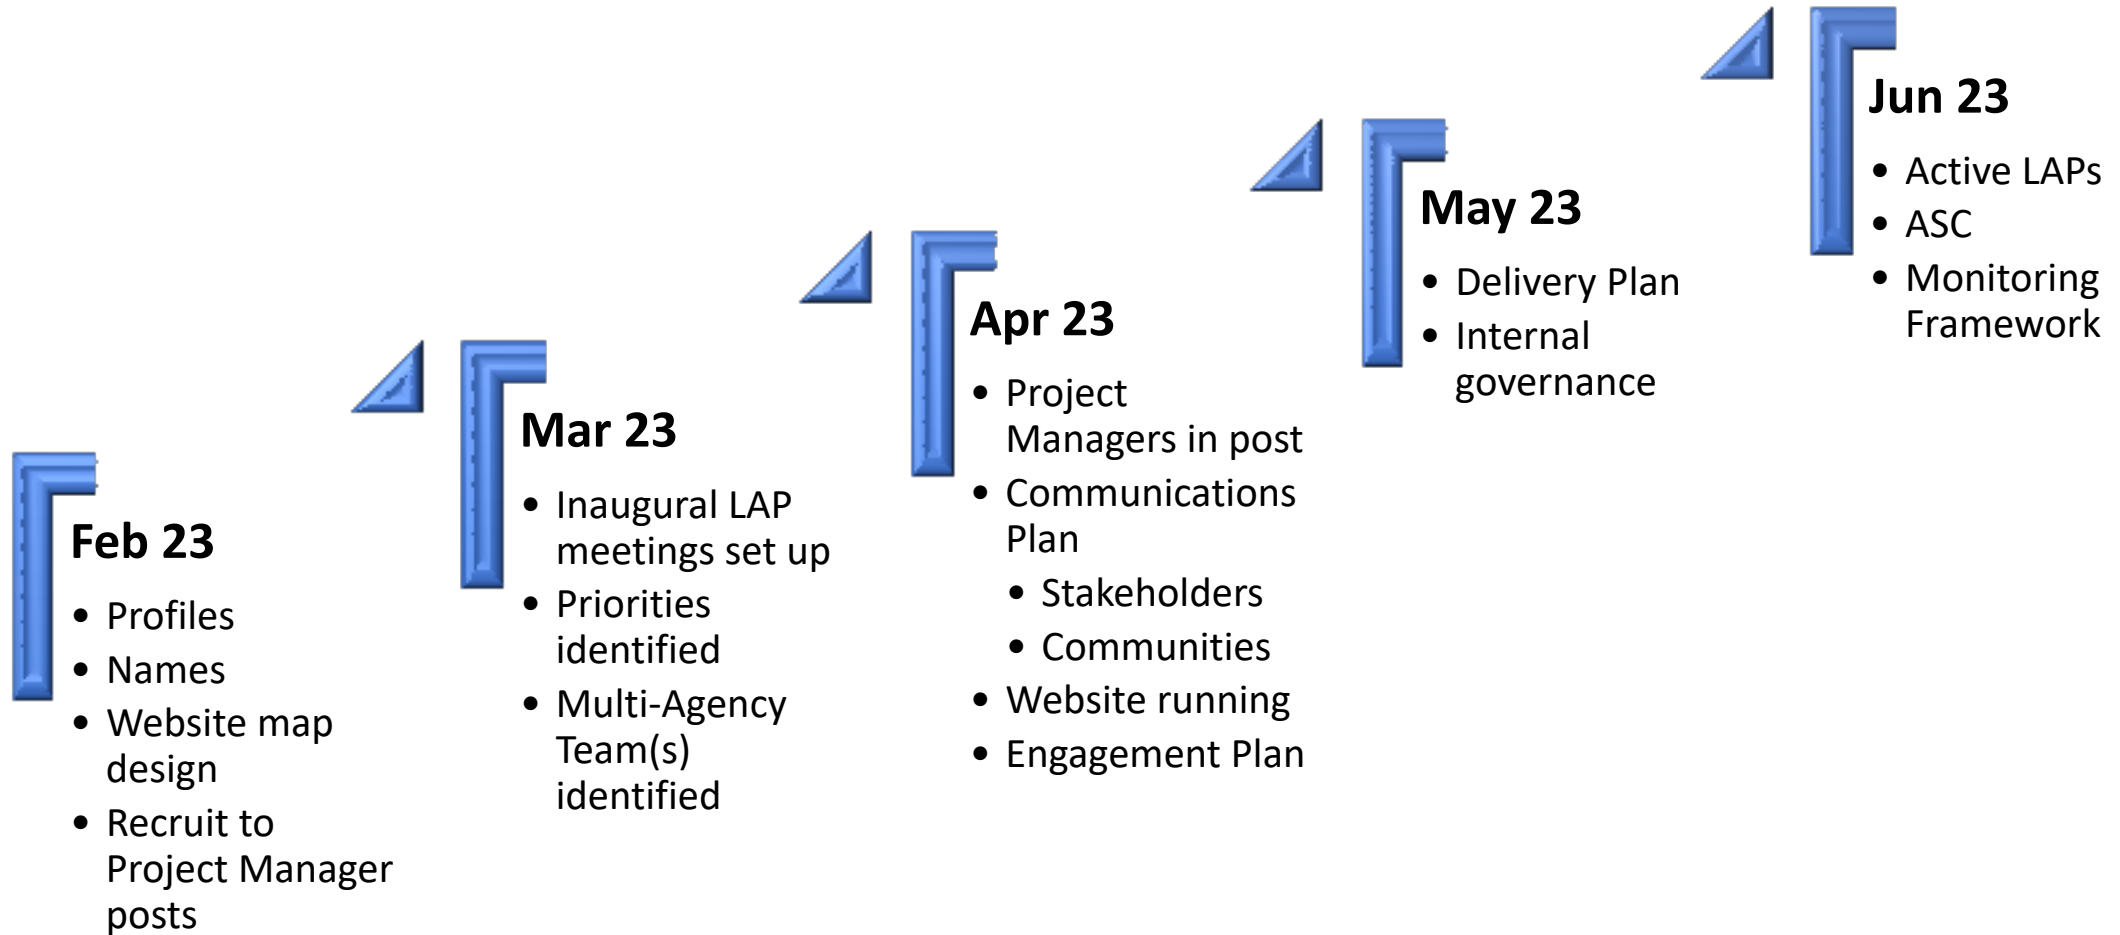 Feb 23
• Profiles
• Names
• Website map
design
• Recruit to
Project Manager
posts
Mar 23
• Inaugural LAP
meetings set up
• Priorities
identified
• Multi-Agency
Team(s)
identified
Apr 23
• Project
Managers in post
• Communications
Plan
• Stakeholders
• Communities
• Website running
• Engagement Plan
May 23
• Delivery Plan
• Internal
governance
Jun 23
• Active LAPs
• ASC
• Monitoring
Framework